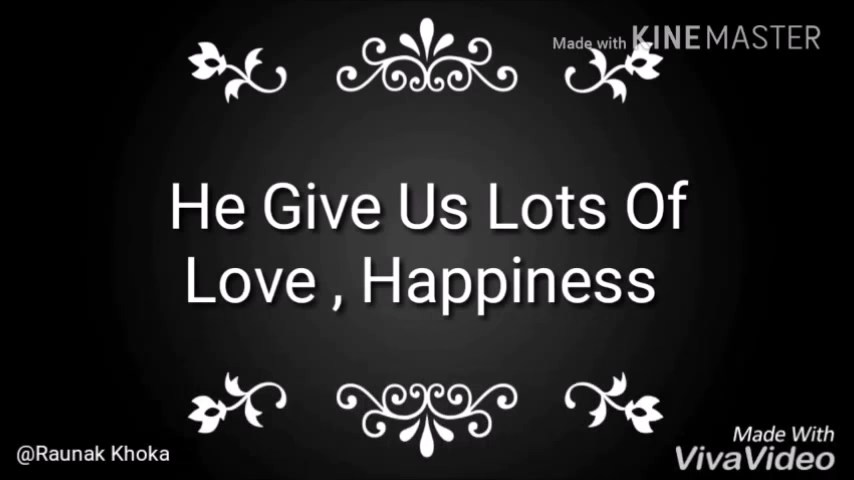 Made with KINEMASTER
He Give Us Lots Of
Love , Happiness
@Raunak Khoka
Made With
VivaVideo